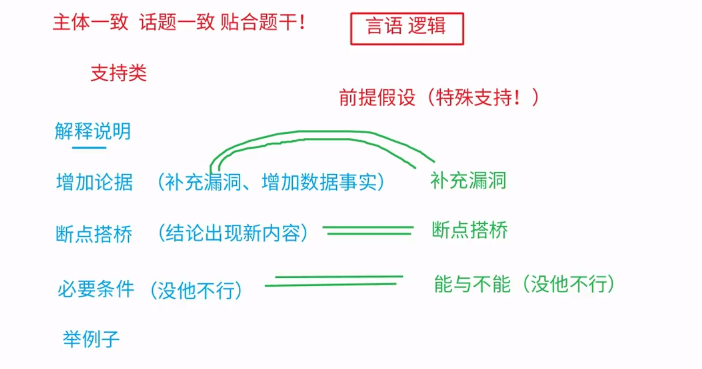 主体一致 话题一致 贴合题干！ 言语 逻辑
支持类
前提假设（特殊支持！）
解释说明
增加论据 （补充漏洞、增加数据事实） 补充漏洞
断点搭桥 （结论出现新内容） 断点搭桥
必要条件（没他不行） 能与不能（没他不行）
举例子